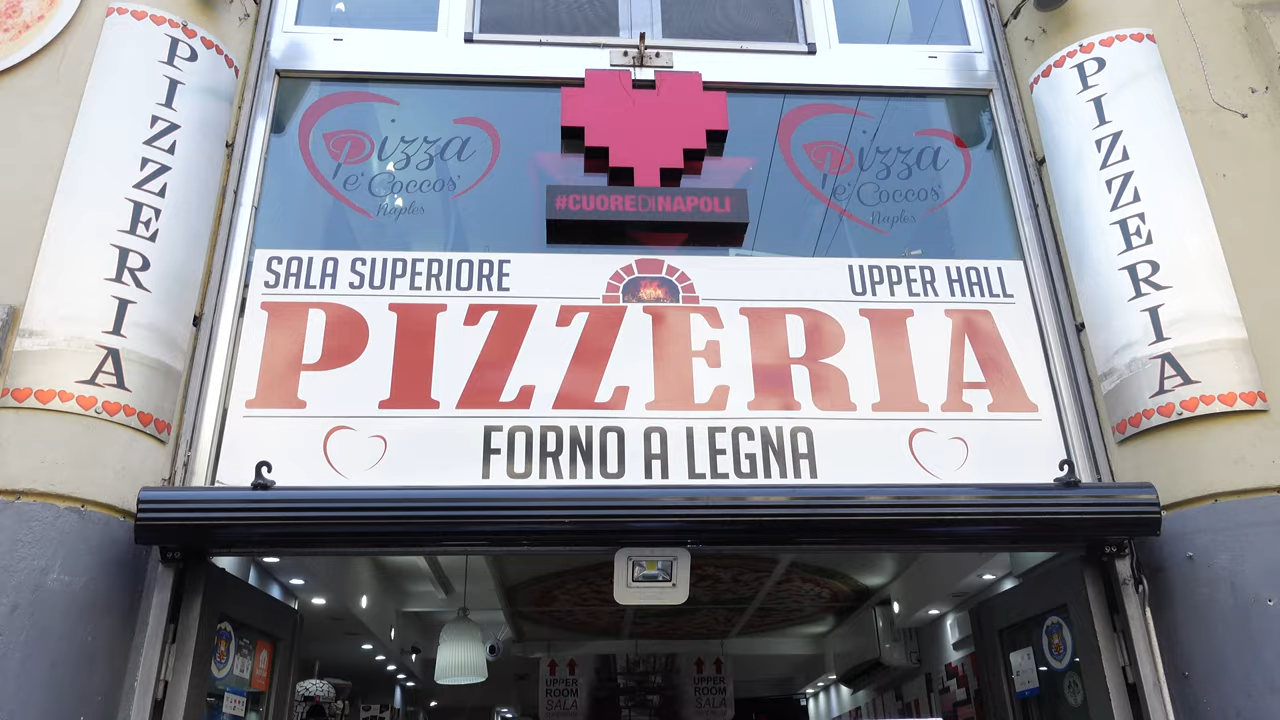 PIZZERIA
Pizza
e' Coccos'
Naples
#CUOREDINAPOLI
Pizza
e' Coccos'
Naples
PIZZERIA
SALA SUPERIORE
UPPER HALL
PIZZERIA
FORNO A LEGNA
UPPER
ROOM
SALA
UPPER
ROOM
SALA